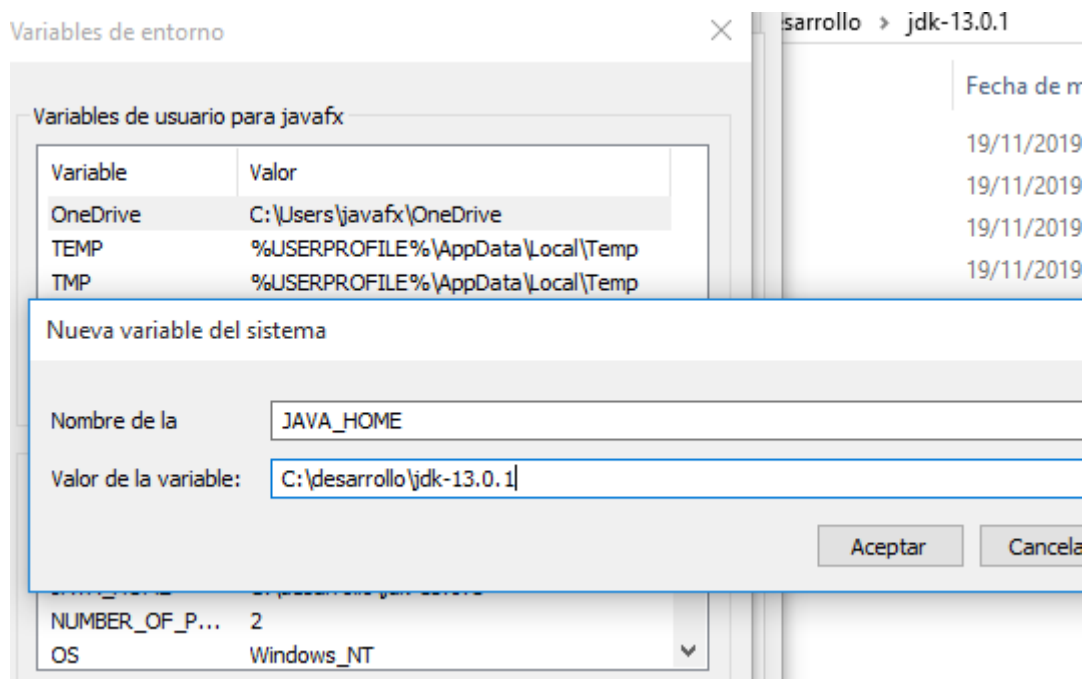 Variables de entorno
sarrollo > jdk-13.0.1
Fecha de m
19/11/2019
19/11/2019
19/11/2019
19/11/2019
Variables de usuario para javafx
Variable Valor
OneDrive C:\Users\javafx\OneDrive
TEMP %USERPROFILE%\AppData\Local\Temp
TMP %USERPROFILE%\AppData\Local\Temp
Nueva variable del sistema
Nombre de la JAVA_HOME
Valor de la variable: C:\desarrollo\jdk-13.0.1
Aceptar Cancela
NUMBER_OF_P... 2
OS Windows_NT